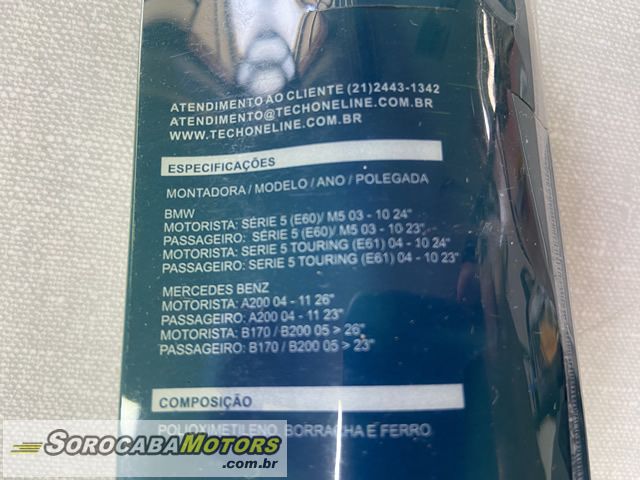 ATENDIMENTO AO CLIENTE (21)2443-1342
ATENDIMENTO@TECHONELINE.COM.BR
WWW.TECHONELINE.COM.BR
ESPECIFICAÇÕES
MONTADORA / MODELO / ANO / POLEGADA
BMW
MOTORISTA: SÉRIE 5 (E60)/ M5 03 - 10 24"
PASSAGEIRO: SÉRIE 5 (E60)/ M5 03 - 10 23"
MOTORISTA: SÉRIE 5 TOURING (E61) 04 - 10 24"
PASSAGEIRO: SERIE 5 TOURING (E61) 04 - 10 23"
MERCEDES BENZ
MOTORISTA: A200 04 - 11 26"
PASSAGEIRO: A200 04 - 11 23"
MOTORISTA: B170 / B200 05 > 26"
PASSAGEIRO: B170 / B200 05 > 23"
COMPOSIÇÃO
POLIOXIMETILENO, BORRACHA E FERRO
SOROCABAMOTORS
.com.br